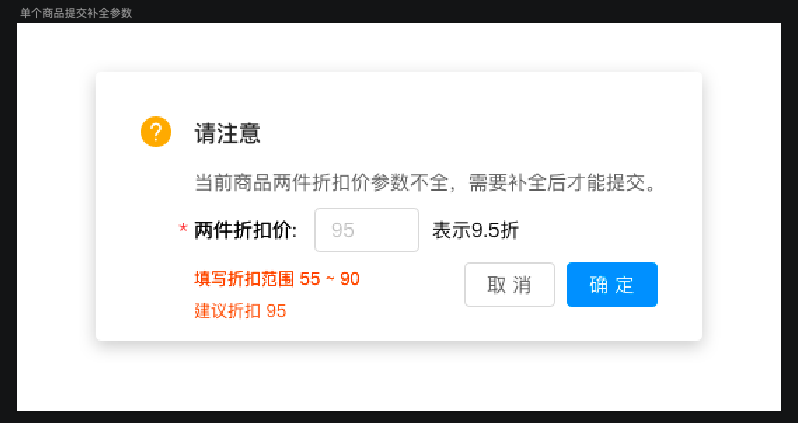 单个商品提交补全参数
请注意
当前商品两件折扣价参数不全，需要补全后才能提交。
* 两件折扣价: 95 表示9.5折
填写折扣范围 55 ~ 90
建议折扣 95
取 消 确 定